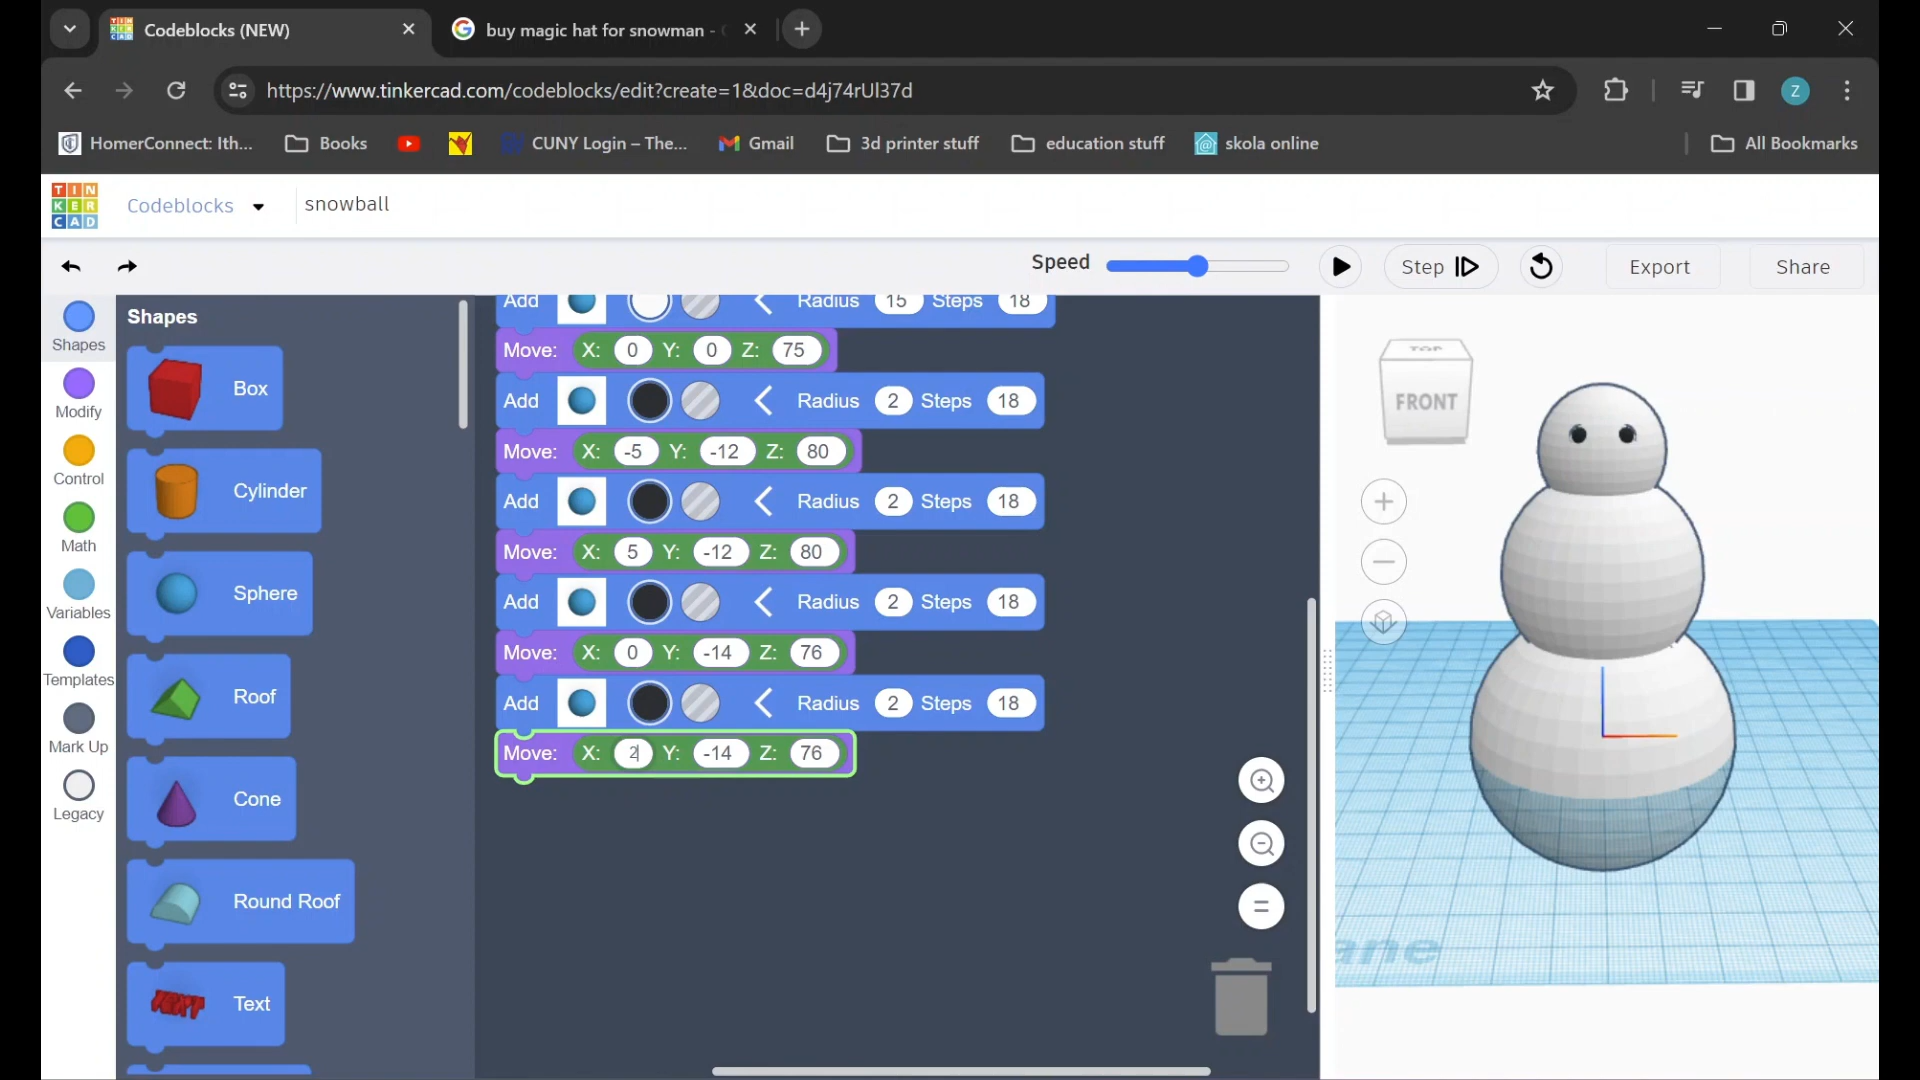 Codeblocks (NEW)
buy magic hat for snowman -
https://www.tinkercad.com/codeblocks/edit?create=1&doc=d4j74rUl37d
Z
HomerConnect: Ith...
Books
CUNY Login – The...
Gmail
3d printer stuff
education stuff
skola online
All Bookmarks
TIN
KER
CAD
Codeblocks
snowball
Speed
Step
Export
Share
Shapes
Modify
Control
Math
Variables
Templates
Mark Up
Legacy
Shapes
Box
Cylinder
Sphere
Roof
Cone
Round Roof
TEXT
Text
Add Radius 15 Steps 18
Move: X: 0 Y: 0 Z: 75
Add Radius 2 Steps 18
Move: X: -5 Y: -12 Z: 80
Add Radius 2 Steps 18
Move: X: 5 Y: -12 Z: 80
Add Radius 2 Steps 18
Move: X: 0 Y: -14 Z: 76
Add Radius 2 Steps 18
Move: X: 2 Y: -14 Z: 76
TOP
FRONT
ane